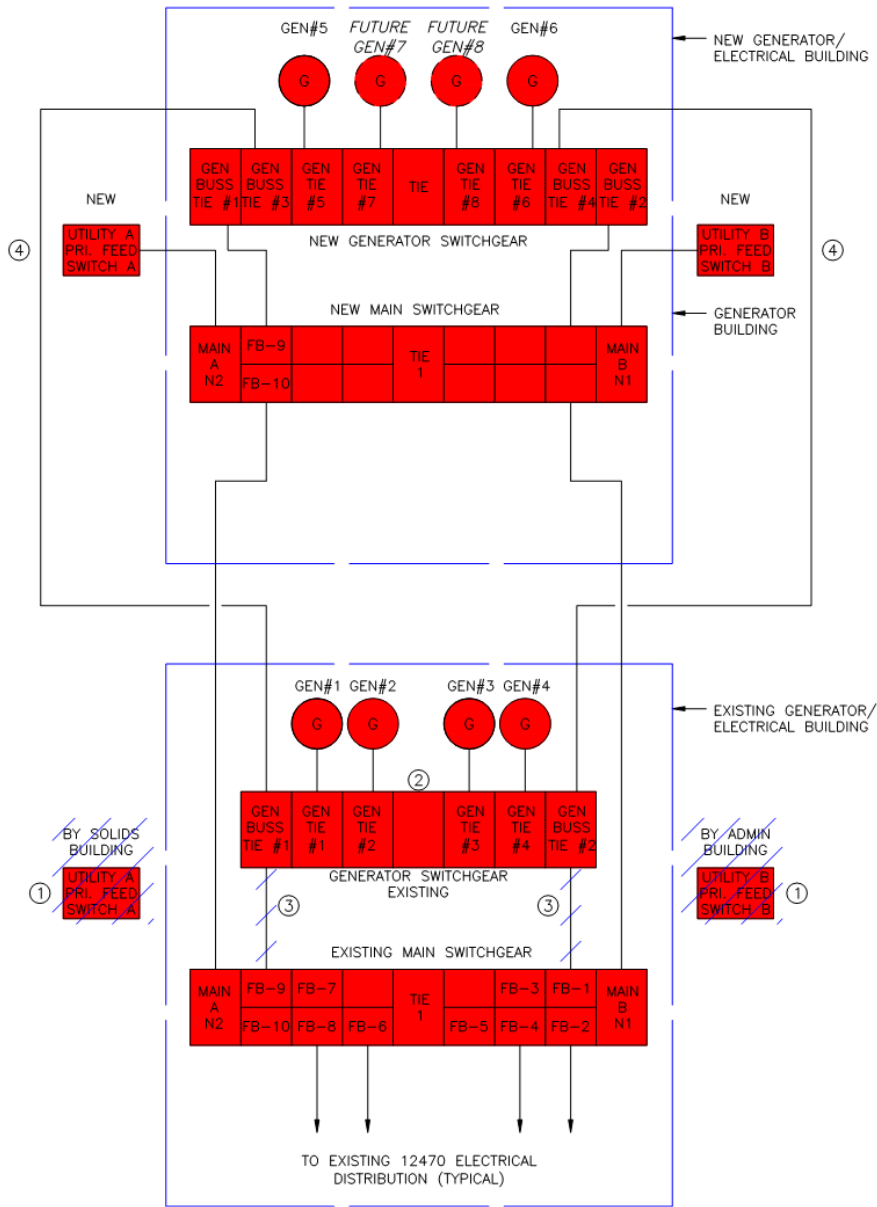 GEN#5
FUTURE
GEN#7
FUTURE
GEN#8
GEN#6
NEW GENERATOR/
ELECTRICAL BUILDING
G
G
G
G
GEN
BUSS
TIE #1
GEN
BUSS
TIE #3
GEN
TIE
#5
GEN
TIE
#7
TIE
GEN
TIE
#8
GEN
TIE
#6
GEN
BUSS
TIE #4
GEN
BUSS
TIE #2
NEW
NEW
4
UTILITY A
PRI. FEED
SWITCH A
NEW GENERATOR SWITCHGEAR
UTILITY B
PRI. FEED
SWITCH B
4
NEW MAIN SWITCHGEAR
GENERATOR
BUILDING
MAIN
A
N2
FB-9
FB-10
TIE
1
MAIN
B
N1
GEN#1
GEN#2
GEN#3
GEN#4
EXISTING GENERATOR/
ELECTRICAL BUILDING
G
G
G
G
2
GEN
BUSS
TIE #1
GEN
TIE
#1
GEN
TIE
#2
GEN
TIE
#3
GEN
TIE
#4
GEN
BUSS
TIE #2
BY SOLIDS
BUILDING
BY ADMIN
BUILDING
1
UTILITY A
PRI. FEED
SWITCH A
GENERATOR SWITCHGEAR
EXISTING
UTILITY B
PRI. FEED
SWITCH B
1
3
3
EXISTING MAIN SWITCHGEAR
MAIN
A
N2
FB-9
FB-7
FB-10
FB-8
FB-6
TIE
1
FB-3
FB-1
FB-5
FB-4
FB-2
MAIN
B
N1
TO EXISTING 12470 ELECTRICAL
DISTRIBUTION (TYPICAL)